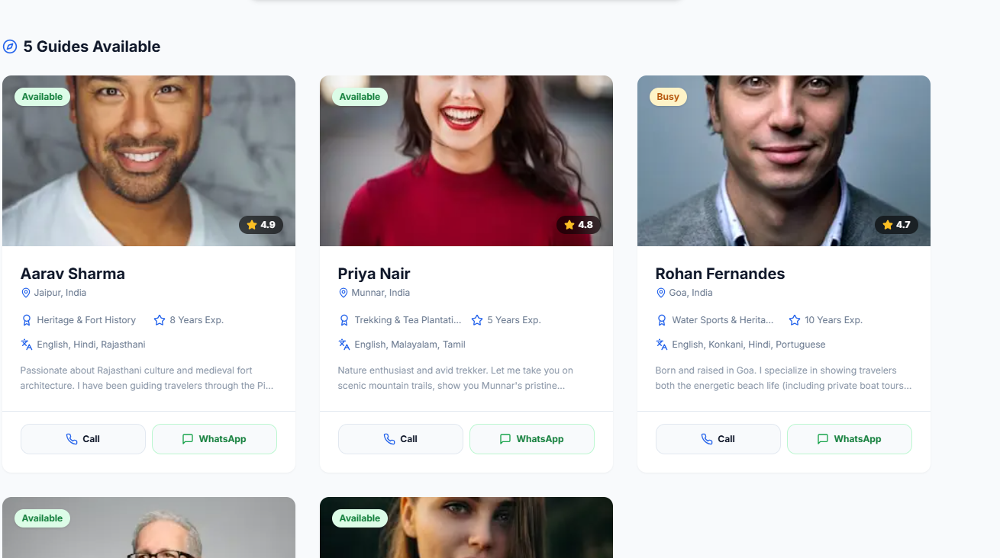 5 Guides Available
Available
4.9
Aarav Sharma
Jaipur, India
Heritage & Fort History
8 Years Exp.
English, Hindi, Rajasthani
Passionate about Rajasthani culture and medieval fort
architecture. I have been guiding travelers through the Pi...
Call
WhatsApp
Available
4.8
Priya Nair
Munnar, India
Trekking & Tea Plantati...
5 Years Exp.
English, Malayalam, Tamil
Nature enthusiast and avid trekker. Let me take you on
scenic mountain trails, show you Munnar's pristine...
Call
WhatsApp
Busy
4.7
Rohan Fernandes
Goa, India
Water Sports & Herita...
10 Years Exp.
English, Konkani, Hindi, Portuguese
Born and raised in Goa. I specialize in showing travelers
both the energetic beach life (including private boat tours...
Call
WhatsApp
Available
Available